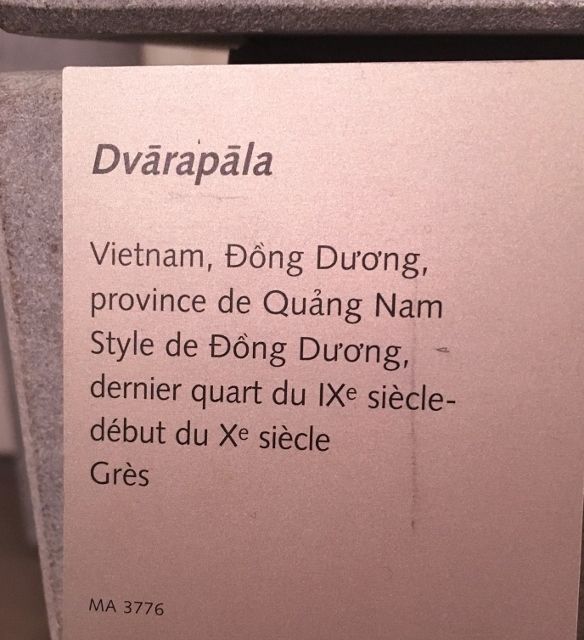 Dvārapāla
Vietnam, Đồng Dương,
province de Quảng Nam
Style de Đồng Dương,
dernier quart du IXᵉ siècle-
début du Xᵉ siècle
Grès
MA 3776